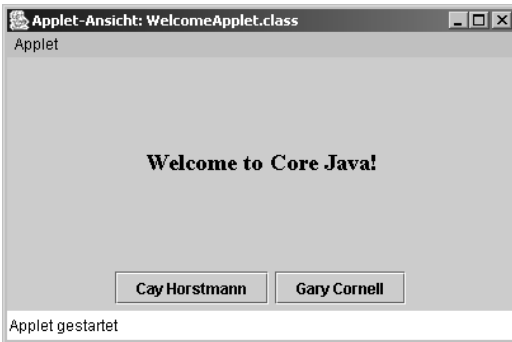 Applet-Ansicht: WelcomeApplet.class
Applet
Welcome to Core Java!
Cay Horstmann Gary Cornell
Applet gestartet